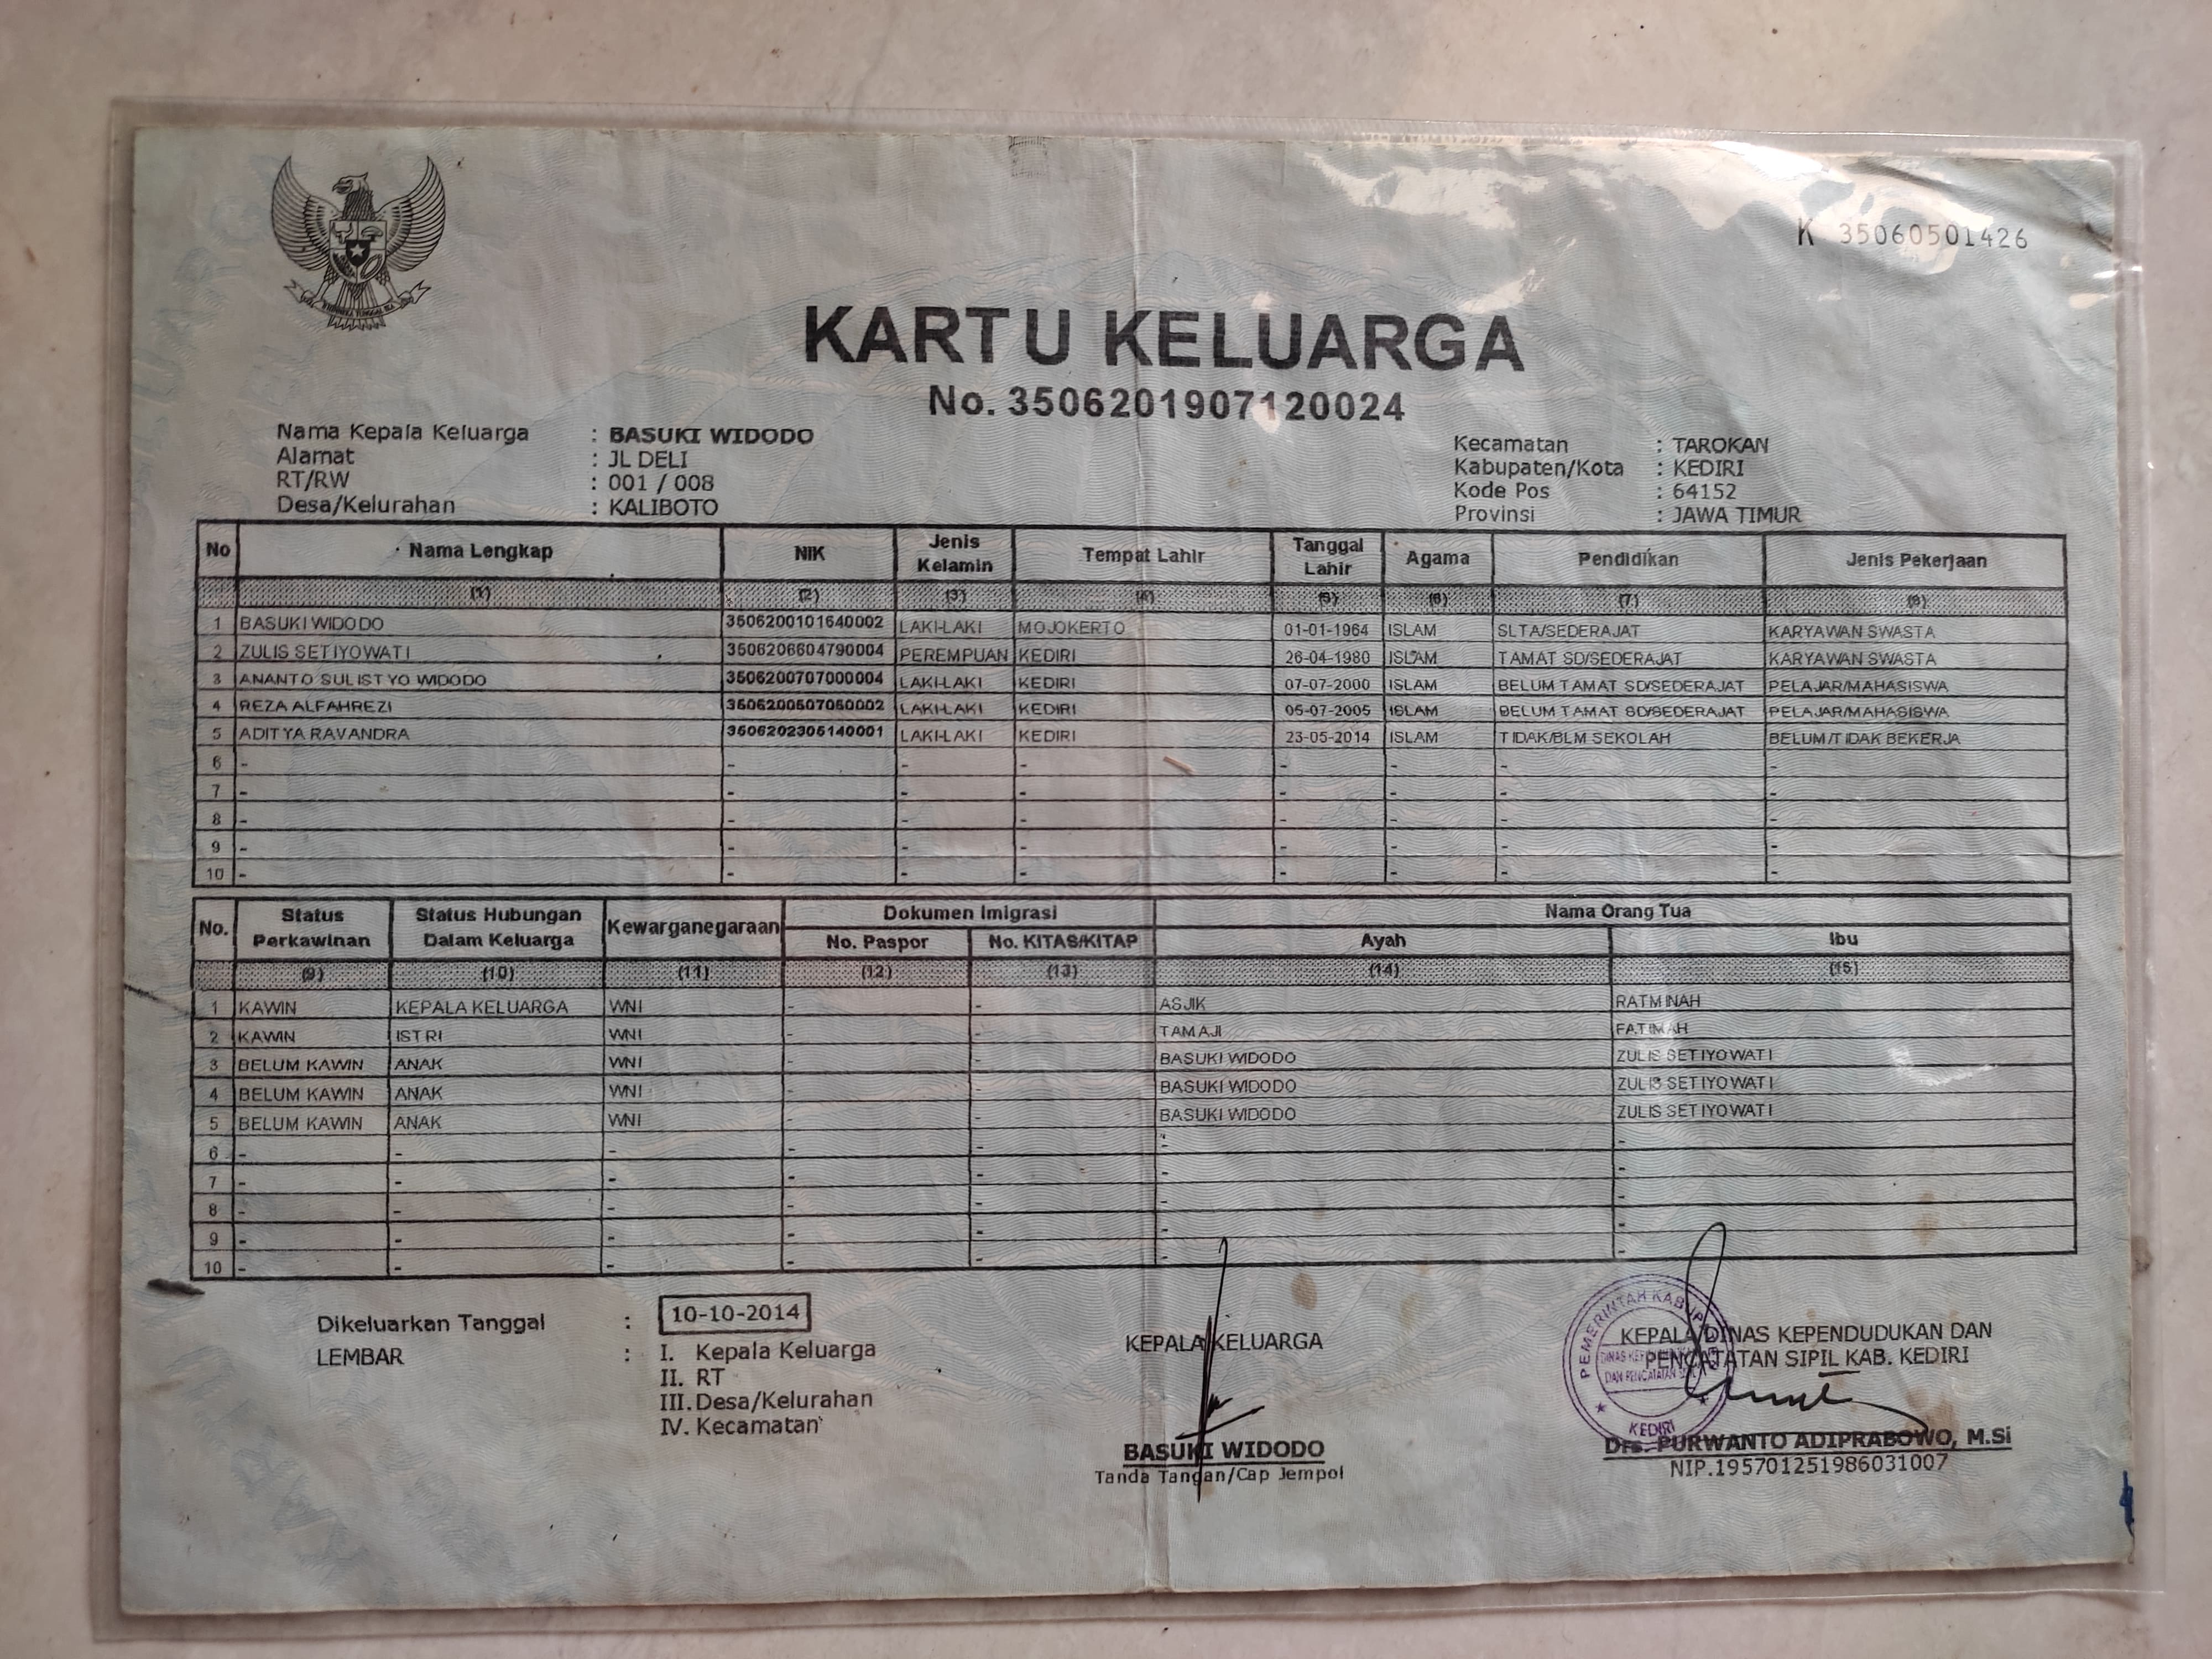 K 35060501426
KARTU KELUARGA
No. 3506201907120024
Nama Kepala Keluarga : BASUKI WIDODO
Alamat : JL DELI
RT/RW : 001 / 008
Desa/Kelurahan : KALIBOTO
Kecamatan : TAROKAN
Kabupaten/Kota : KEDIRI
Kode Pos : 64152
Provinsi : JAWA TIMUR
No Nama Lengkap NIK Jenis Kelamin Tempat Lahir Tanggal Lahir Agama Pendidikan Jenis Pekerjaan
(1) (2) (3) (4) (5) (6) (7) (8)
1 BASUKI WIDODO 3506200101640002 LAKI-LAKI MOJOKERTO 01-01-1964 ISLAM SLTA/SEDERAJAT KARYAWAN SWASTA
2 ZULIS SETIYOWATI 3506206604790004 PEREMPUAN KEDIRI 26-04-1980 ISLAM TAMAT SD/SEDERAJAT KARYAWAN SWASTA
3 ANANTO SULISTYO WIDODO 3506200707000004 LAKI-LAKI KEDIRI 07-07-2000 ISLAM BELUM TAMAT SD/SEDERAJAT PELAJAR/MAHASISWA
4 REZA ALFAHREZI 3506200507050002 LAKI-LAKI KEDIRI 05-07-2005 ISLAM BELUM TAMAT SD/SEDERAJAT PELAJAR/MAHASISWA
5 ADITYA RAVANDRA 3506202305140001 LAKI-LAKI KEDIRI 23-05-2014 ISLAM TIDAK/BLM SEKOLAH BELUM/TIDAK BEKERJA
6 - - - - - - - -
7 - - - - - - - -
8 - - - - - - - -
9 - - - - - - - -
10 - - - - - - - -
No. Status Perkawinan Status Hubungan Dalam Keluarga Kewarganegaraan Dokumen Imigrasi Nama Orang Tua
No. Paspor No. KITAS/KITAP Ayah Ibu
(9) (10) (11) (12) (13) (14) (15)
1 KAWIN KEPALA KELUARGA WNI - - ASJIK RATMINAH
2 KAWIN ISTRI WNI - - TAMAJI FATIMAH
3 BELUM KAWIN ANAK WNI - - BASUKI WIDODO ZULIS SETIYOWATI
4 BELUM KAWIN ANAK WNI - - BASUKI WIDODO ZULIS SETIYOWATI
5 BELUM KAWIN ANAK WNI - - BASUKI WIDODO ZULIS SETIYOWATI
6 - - - - - - -
7 - - - - - - -
8 - - - - - - -
9 - - - - - - -
10 - - - - - - -
Dikeluarkan Tanggal : 10-10-2014
LEMBAR : I. Kepala Keluarga
II. RT
III. Desa/Kelurahan
IV. Kecamatan
KEPALA KELUARGA
BASUKI WIDODO
Tanda Tangan/Cap Jempol
KEPALA DINAS KEPENDUDUKAN DAN
PENCATATAN SIPIL KAB. KEDIRI
PEMERINTAH
DAN PENCATATAN
KEDIRI
Drs. PURWANTO ADIPRABOWO, M.Si
NIP.195701251986031007